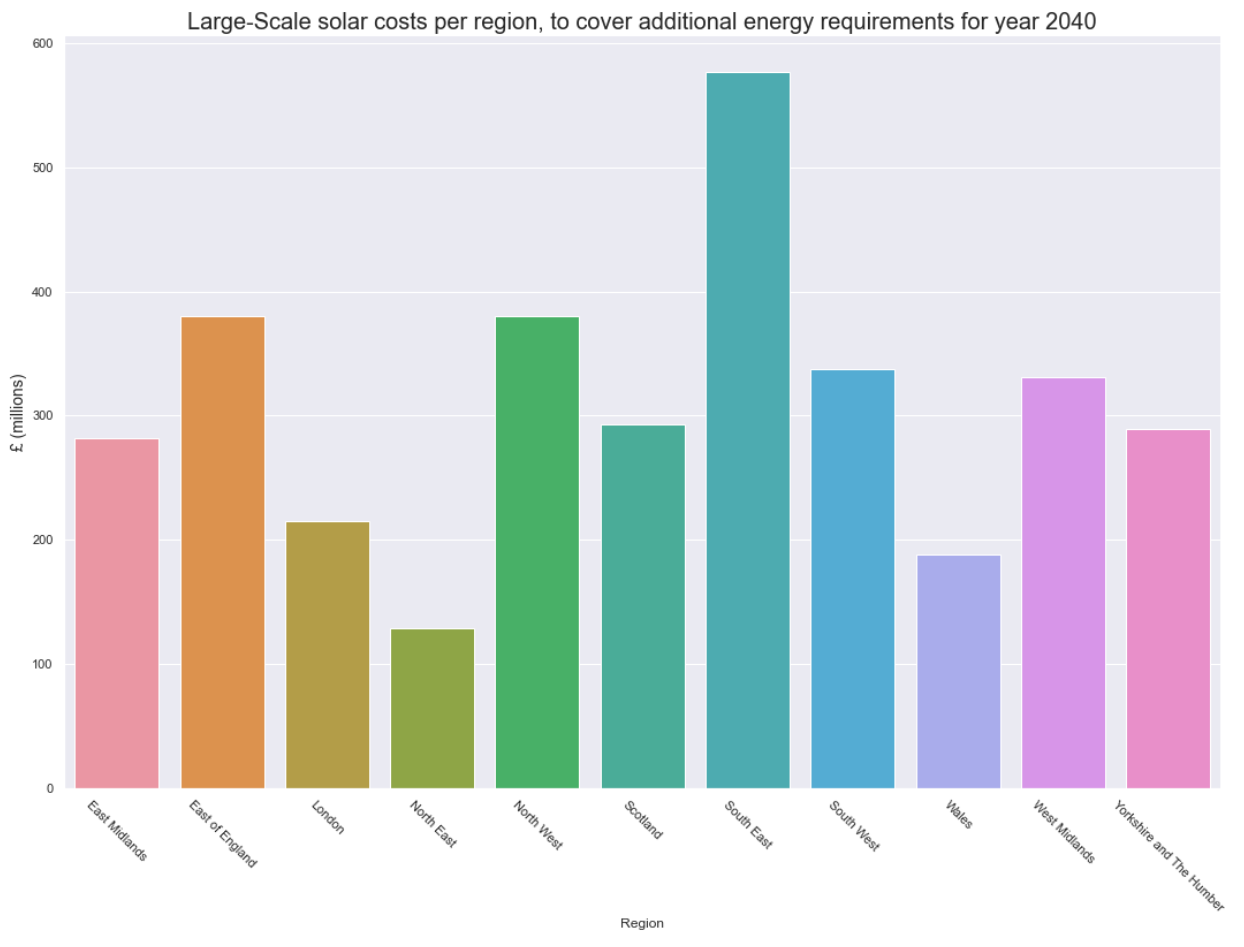 Large-Scale solar costs per region, to cover additional energy requirements for year 2040
600
500
400
300
200
100
0
£ (millions)
East Midlands
East of England
London
North East
North West
Scotland
South East
South West
Wales
West Midlands
Yorkshire and The Humber
Region